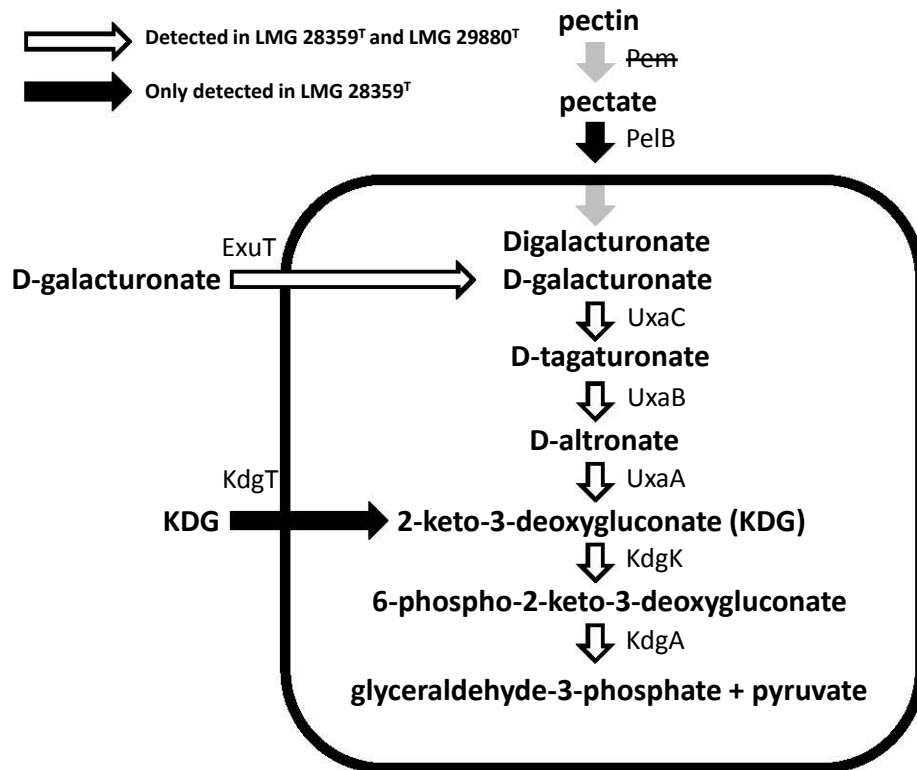 Detected in LMG 28359ᵀ and LMG 29880ᵀ
Only detected in LMG 28359ᵀ
pectin
Pem
pectate
PelB
Digalacturonate
ExuT
D-galacturonate
D-galacturonate
UxaC
D-tagaturonate
UxaB
D-altronate
UxaA
KdgT
KDG
2-keto-3-deoxygluconate (KDG)
KdgK
6-phospho-2-keto-3-deoxygluconate
KdgA
glyceraldehyde-3-phosphate + pyruvate